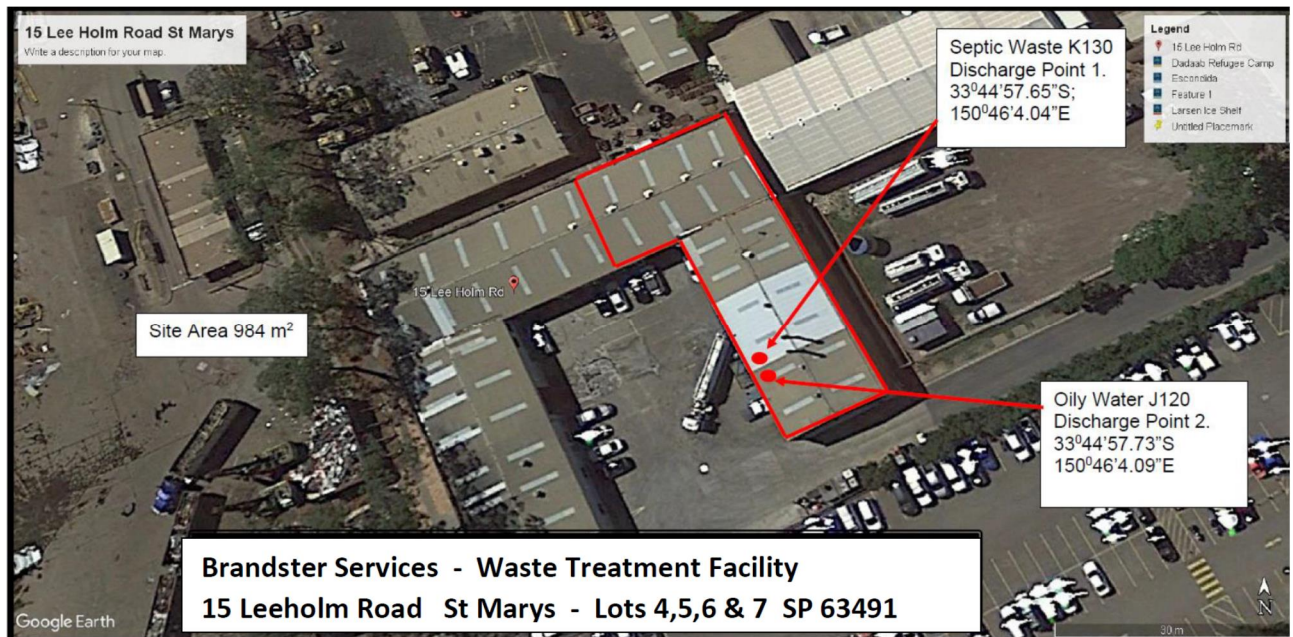 15 Lee Holm Road St Marys
Write a description for your map.
Legend
15 Lee Holm Rd
Dadaab Refugee Camp
Escondida
Feature 1
Larsen Ice Shelf
Untitled Placemark
Septic Waste K130
Discharge Point 1.
33⁰44’57.65”S;
150⁰46’4.04”E
15 Lee Holm Rd
Site Area 984 m²
Oily Water J120
Discharge Point 2.
33⁰44’57.73”S
150⁰46’4.09”E
Brandster Services - Waste Treatment Facility
15 Leeholm Road St Marys - Lots 4,5,6 & 7 SP 63491
Google Earth
N
30 m